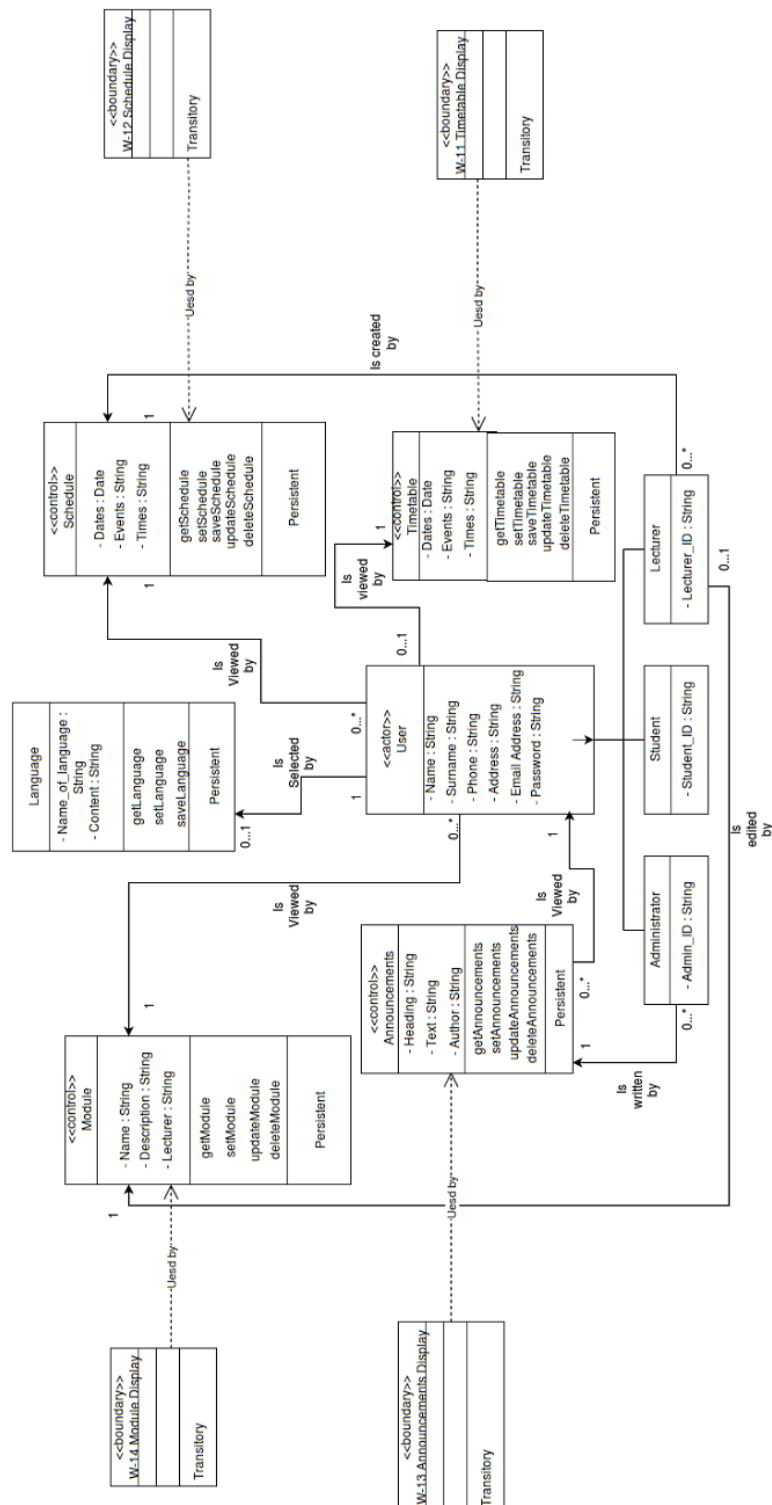 <<boundary>>
W-14 Module Display
Transitory
Uesd by
<<control>>
Module
- Name : String
- Description : String
- Lecturer : String
getModule
setModule
updateModule
deleteModule
Persistent
1
1
Is
Viewed
by
Language
- Name_of_language :
String
- Content : String
getLanguage
setLanguage
saveLanguage
Persistent
0...1
Is
Selected
by
1
<<control>>
Schedule
- Dates : Date
- Events : String
- Times : String
getSchedule
setSchedule
saveSchedule
updateSchedule
deleteSchedule
Persistent
1
1
Is
Viewed
by
0...*
Uesd by
<<boundary>>
W-12 Schedule Display
Transitory
<<boundary>>
W-13 Announcements Display
Transitory
Uesd by
<<control>>
Announcements
- Heading : String
- Text : String
- Author : String
getAnnouncements
setAnnouncements
updateAnnouncements
deleteAnnouncements
Persistent
1
0...*
Is
Viewed
by
1
0...*
<<actor>>
User
- Name : String
- Surname : String
- Phone : String
- Address : String
- Email Address : String
- Password : String
0...1
Is
viewed
by
1
<<control>>
Timetable
- Dates : Date
- Events : String
- Times : String
getTimetable
setTimetable
saveTimetable
updateTimetable
deleteTimetable
Persistent
Is created
by
Uesd by
<<boundary>>
W-11 Timetable Display
Transitory
Is
written
by
0...*
Administrator
- Admin_ID : String
Student
- Student_ID : String
Lecturer
- Lecturer_ID : String
0...*
0...1
Is
edited
by